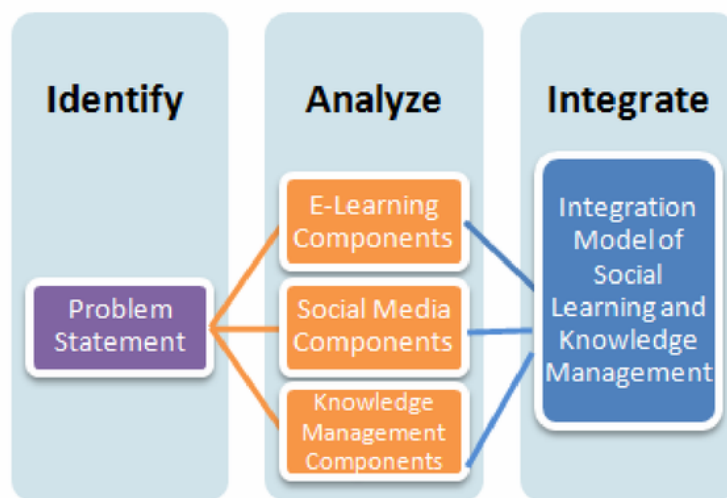 Identify
Analyze
Integrate
Problem
Statement
E-Learning
Components
Social Media
Components
Knowledge
Management
Components
Integration
Model of
Social
Learning and
Knowledge
Management